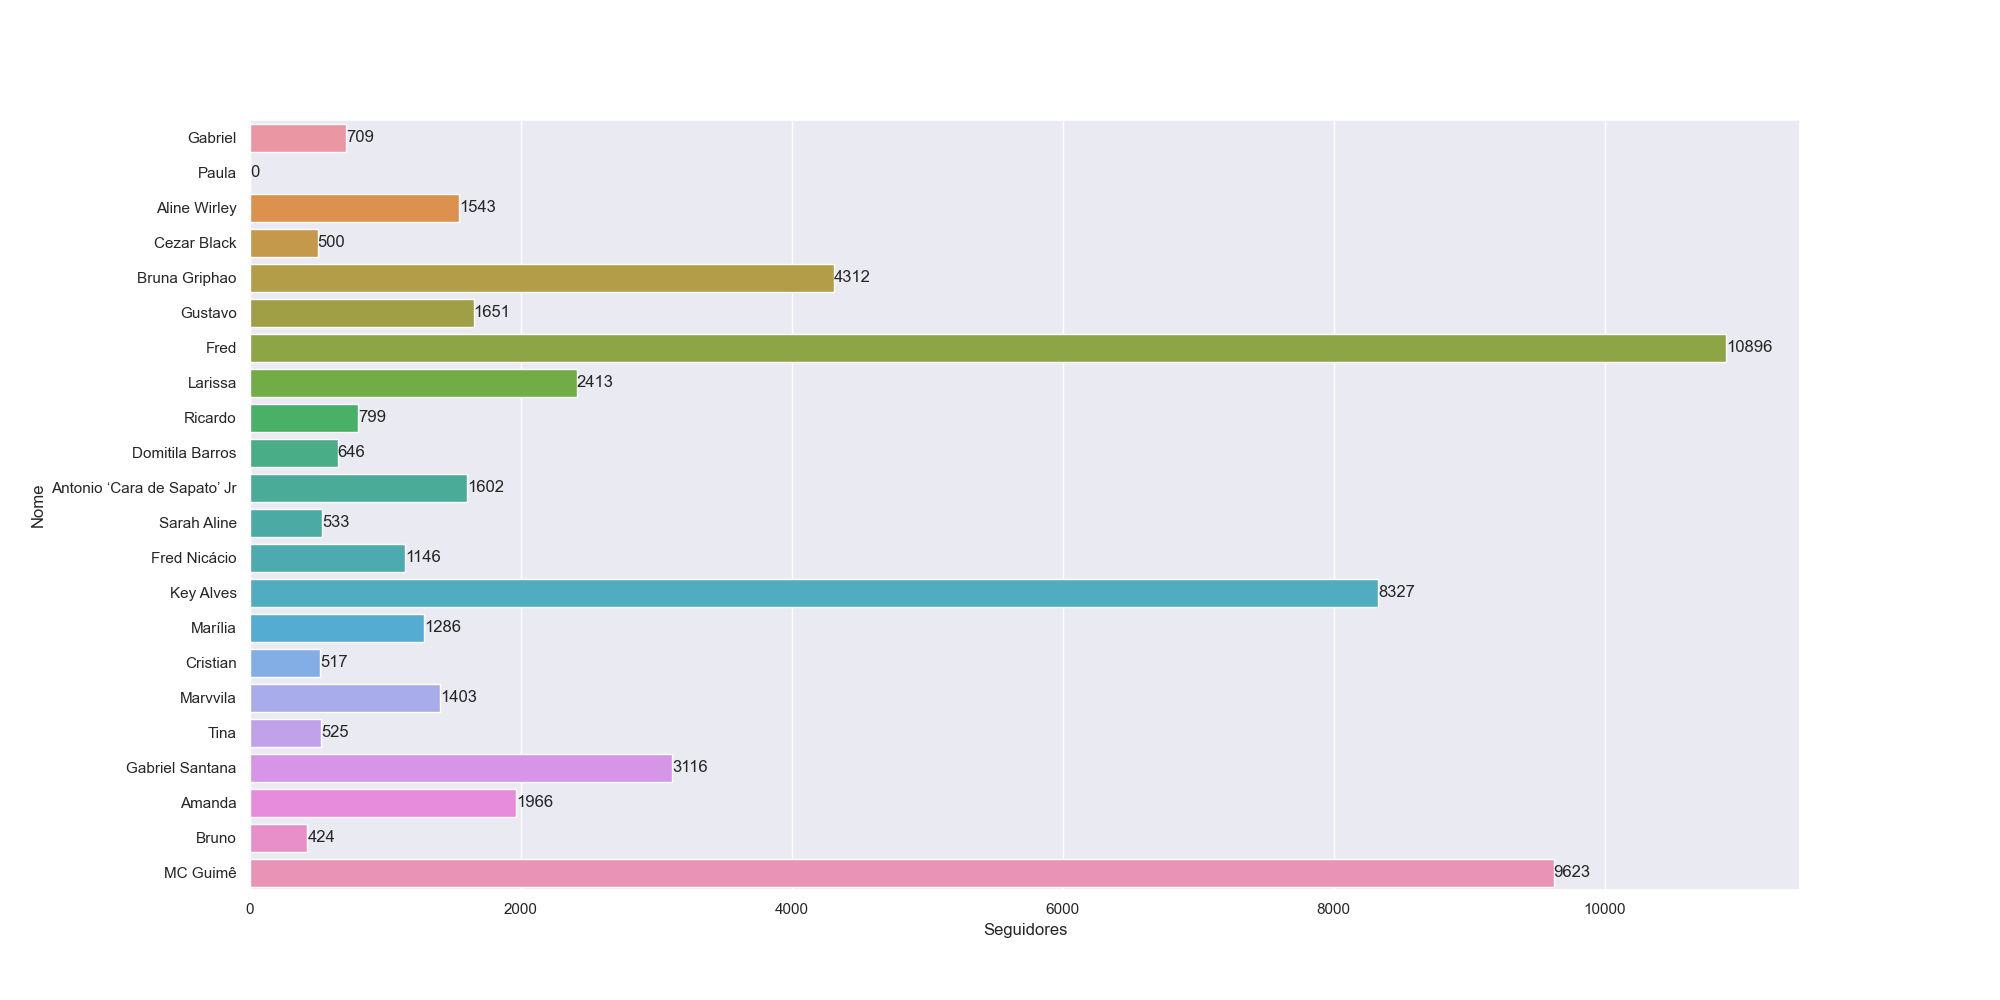 Gabriel 709
Paula 0
Aline Wirley 1543
Cezar Black 500
Bruna Griphao 4312
Gustavo 1651
Fred 10896
Larissa 2413
Ricardo 799
Domitila Barros 646
Antonio ‘Cara de Sapato’ Jr 1602
Sarah Aline 533
Fred Nicácio 1146
Key Alves 8327
Marília 1286
Cristian 517
Marvvila 1403
Tina 525
Gabriel Santana 3116
Amanda 1966
Bruno 424
MC Guimê 9623
Nome
0 2000 4000 6000 8000 10000
Seguidores